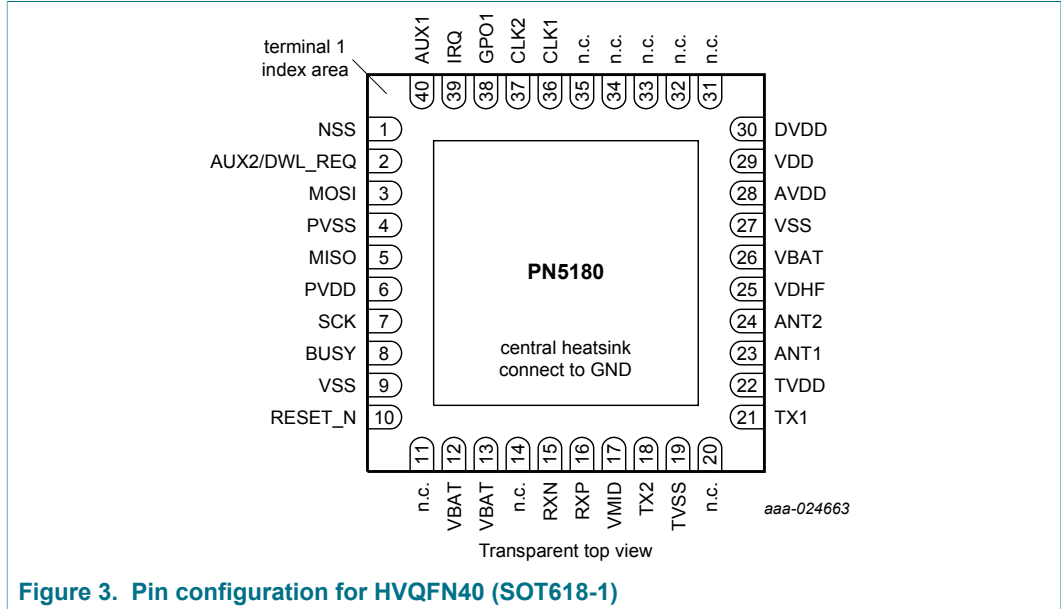 terminal 1
index area
AUX1
IRQ
GPO1
CLK2
CLK1
n.c.
n.c.
n.c.
n.c.
n.c.
40
39
38
37
36
35
34
33
32
31
NSS 1
AUX2/DWL_REQ 2
MOSI 3
PVSS 4
MISO 5
PVDD 6
SCK 7
BUSY 8
VSS 9
RESET_N 10
PN5180
central heatsink
connect to GND
30 DVDD
29 VDD
28 AVDD
27 VSS
26 VBAT
25 VDHF
24 ANT2
23 ANT1
22 TVDD
21 TX1
11
12
13
14
15
16
17
18
19
20
n.c.
VBAT
VBAT
n.c.
RXN
RXP
VMID
TX2
TVSS
n.c.
aaa-024663
Transparent top view
Figure 3. Pin configuration for HVQFN40 (SOT618-1)